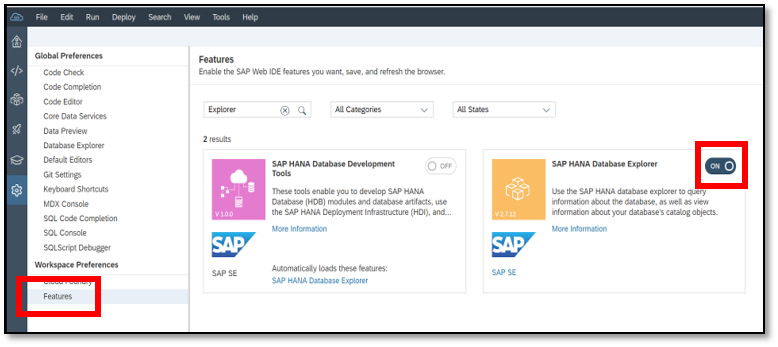 File Edit Run Deploy Search View Tools Help
Global Preferences
Code Check
Code Completion
Code Editor
Core Data Services
Data Preview
Database Explorer
Default Editors
Git Settings
Keyboard Shortcuts
MDX Console
SQL Code Completion
SQL Console
SQLScript Debugger
Workspace Preferences
Cloud Foundry
Features
Features
Enable the SAP Web IDE features you want, save, and refresh the browser.
Explorer All Categories All States
2 results
SAP HANA Database Development
Tools
OFF
These tools enable you to develop SAP HANA
Database (HDB) modules and database artifacts, use
the SAP HANA Deployment Infrastructure (HDI), and...
More Information
V 1.0.0
SAP
SAP SE
Automatically loads these features:
SAP HANA Database Explorer
SAP HANA Database Explorer
ON
Use the SAP HANA database explorer to query
information about the database, as well as view
information about your database's catalog objects.
More Information
V 2.7.12
SAP
SAP SE